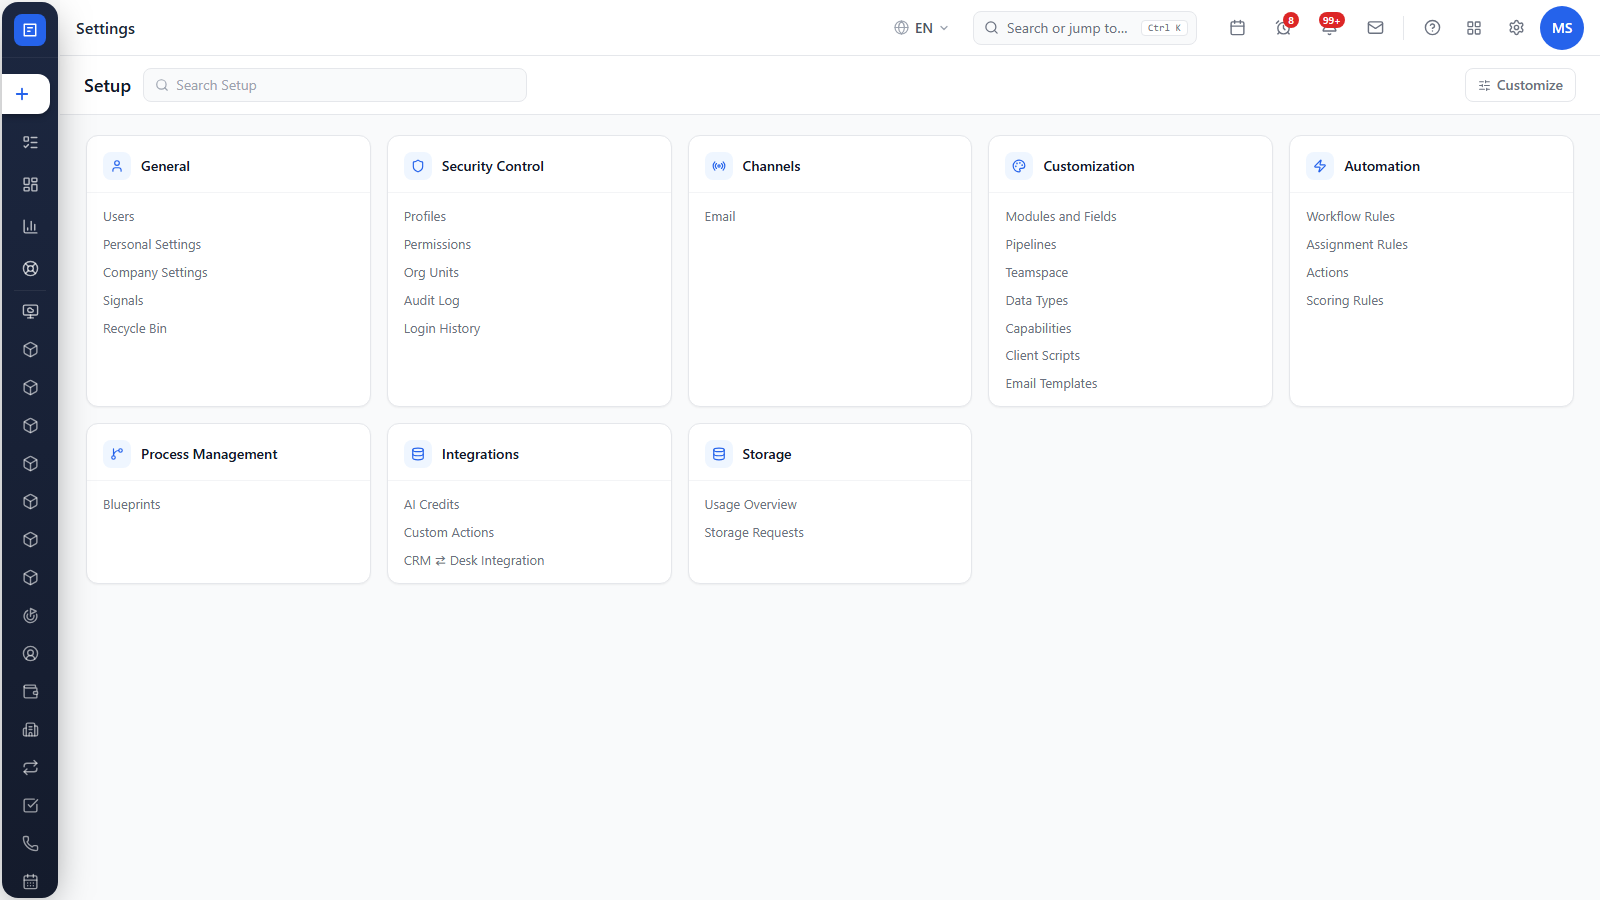 Settings
EN
Search or jump to...
Ctrl K
8
99+
MS
Setup
Search Setup
Customize
General
Users
Personal Settings
Company Settings
Signals
Recycle Bin
Security Control
Profiles
Permissions
Org Units
Audit Log
Login History
Channels
Email
Customization
Modules and Fields
Pipelines
Teamspace
Data Types
Capabilities
Client Scripts
Email Templates
Automation
Workflow Rules
Assignment Rules
Actions
Scoring Rules
Process Management
Blueprints
Integrations
AI Credits
Custom Actions
CRM ⇄ Desk Integration
Storage
Usage Overview
Storage Requests